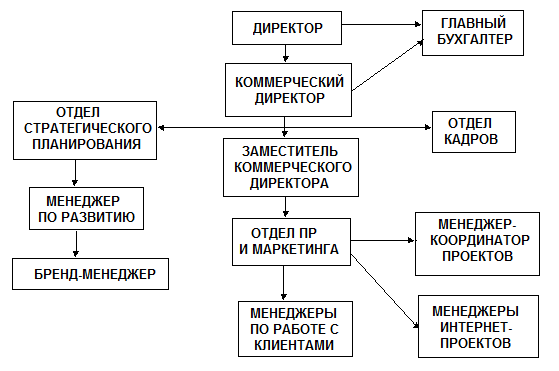 ДИРЕКТОР
ГЛАВНЫЙ
БУХГАЛТЕР
КОММЕРЧЕСКИЙ
ДИРЕКТОР
ОТДЕЛ
СТРАТЕГИЧЕСКОГО
ПЛАНИРОВАНИЯ
ОТДЕЛ
КАДРОВ
ЗАМЕСТИТЕЛЬ
КОММЕРЧЕСКОГО
ДИРЕКТОРА
МЕНЕДЖЕР
ПО РАЗВИТИЮ
ОТДЕЛ ПР
И МАРКЕТИНГА
МЕНЕДЖЕР-
КООРДИНАТОР
ПРОЕКТОВ
БРЕНД-МЕНЕДЖЕР
МЕНЕДЖЕРЫ
ПО РАБОТЕ С
КЛИЕНТАМИ
МЕНЕДЖЕРЫ
ИНТЕРНЕТ-
ПРОЕКТОВ